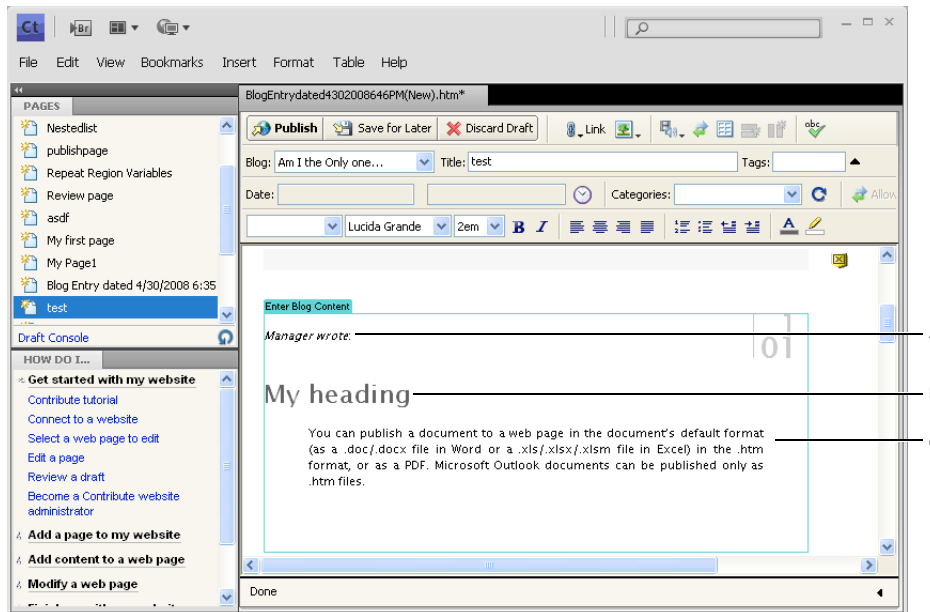 Ct Br
File Edit View Bookmarks Insert Format Table Help
PAGES
Nestedlist
publishpage
Repeat Region Variables
Review page
asdf
My first page
My Page1
Blog Entry dated 4/30/2008 6:35
test
Draft Console
HOW DO I...
Get started with my website
Contribute tutorial
Connect to a website
Select a web page to edit
Edit a page
Review a draft
Become a Contribute website
administrator
Add a page to my website
Add content to a web page
Modify a web page
BlogEntrydated4302008646PM(New).htm*
Publish Save for Later Discard Draft Link abc
Blog: Am I the Only one... Title: test Tags:
Date: Categories: Allow
Lucida Grande 2em B I A
Enter Blog Content
Manager wrote:
01
My heading
You can publish a document to a web page in the document's default format
(as a .doc/.docx file in Word or a .xls/.xlsx/.xlsm file in Excel) in the .htm
format, or as a PDF. Microsoft Outlook documents can be published only as
.htm files.
Done